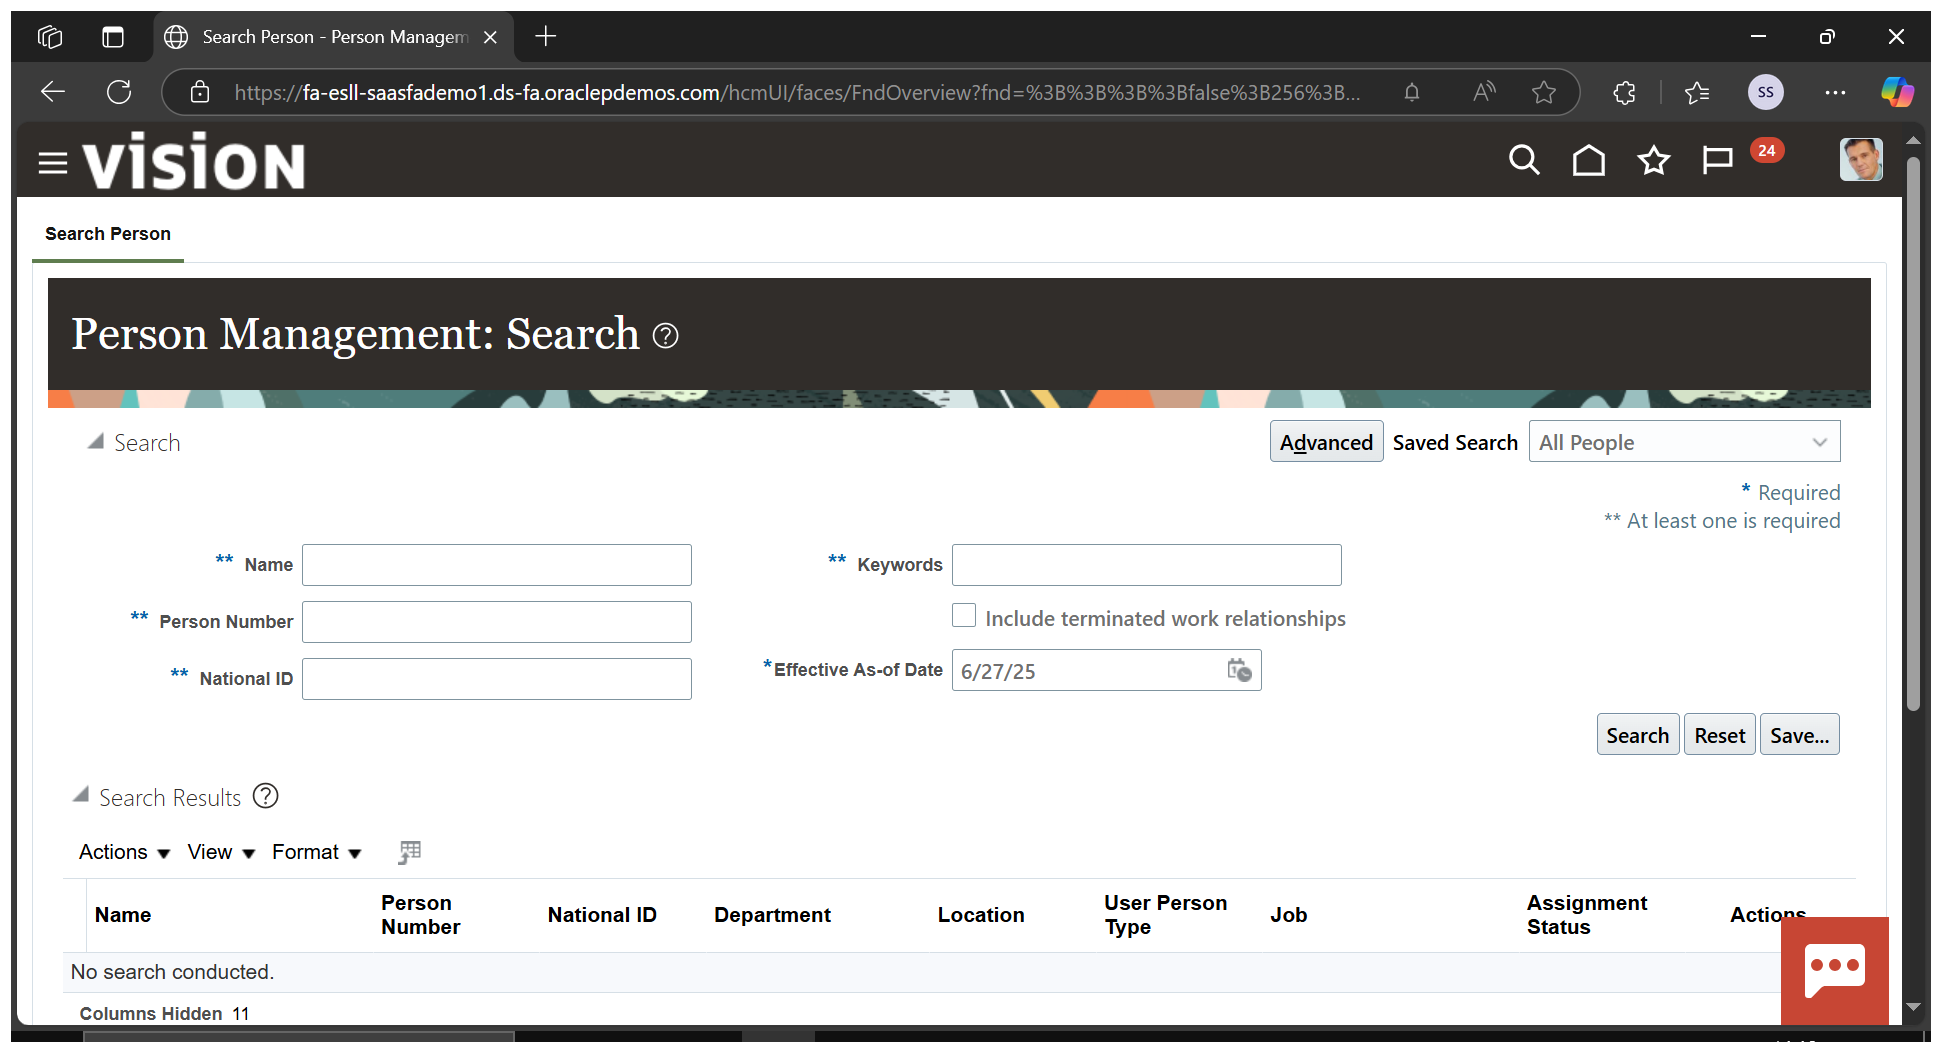 Search Person - Person Managem
https://fa-esll-saasfademo1.ds-fa.oraclepdemos.com/hcmUI/faces/FndOverview?fnd=%3B%3B%3B%3Bfalse%3B256%3B...
SS
VISION
24
Search Person
Person Management: Search
Search
Advanced Saved Search All People
* Required
** At least one is required
** Name
** Keywords
** Person Number
Include terminated work relationships
** National ID
*Effective As-of Date 6/27/25
Search Reset Save...
Search Results
Actions View Format
Name Person Number National ID Department Location User Person Type Job Assignment Status Actions
No search conducted.
Columns Hidden 11